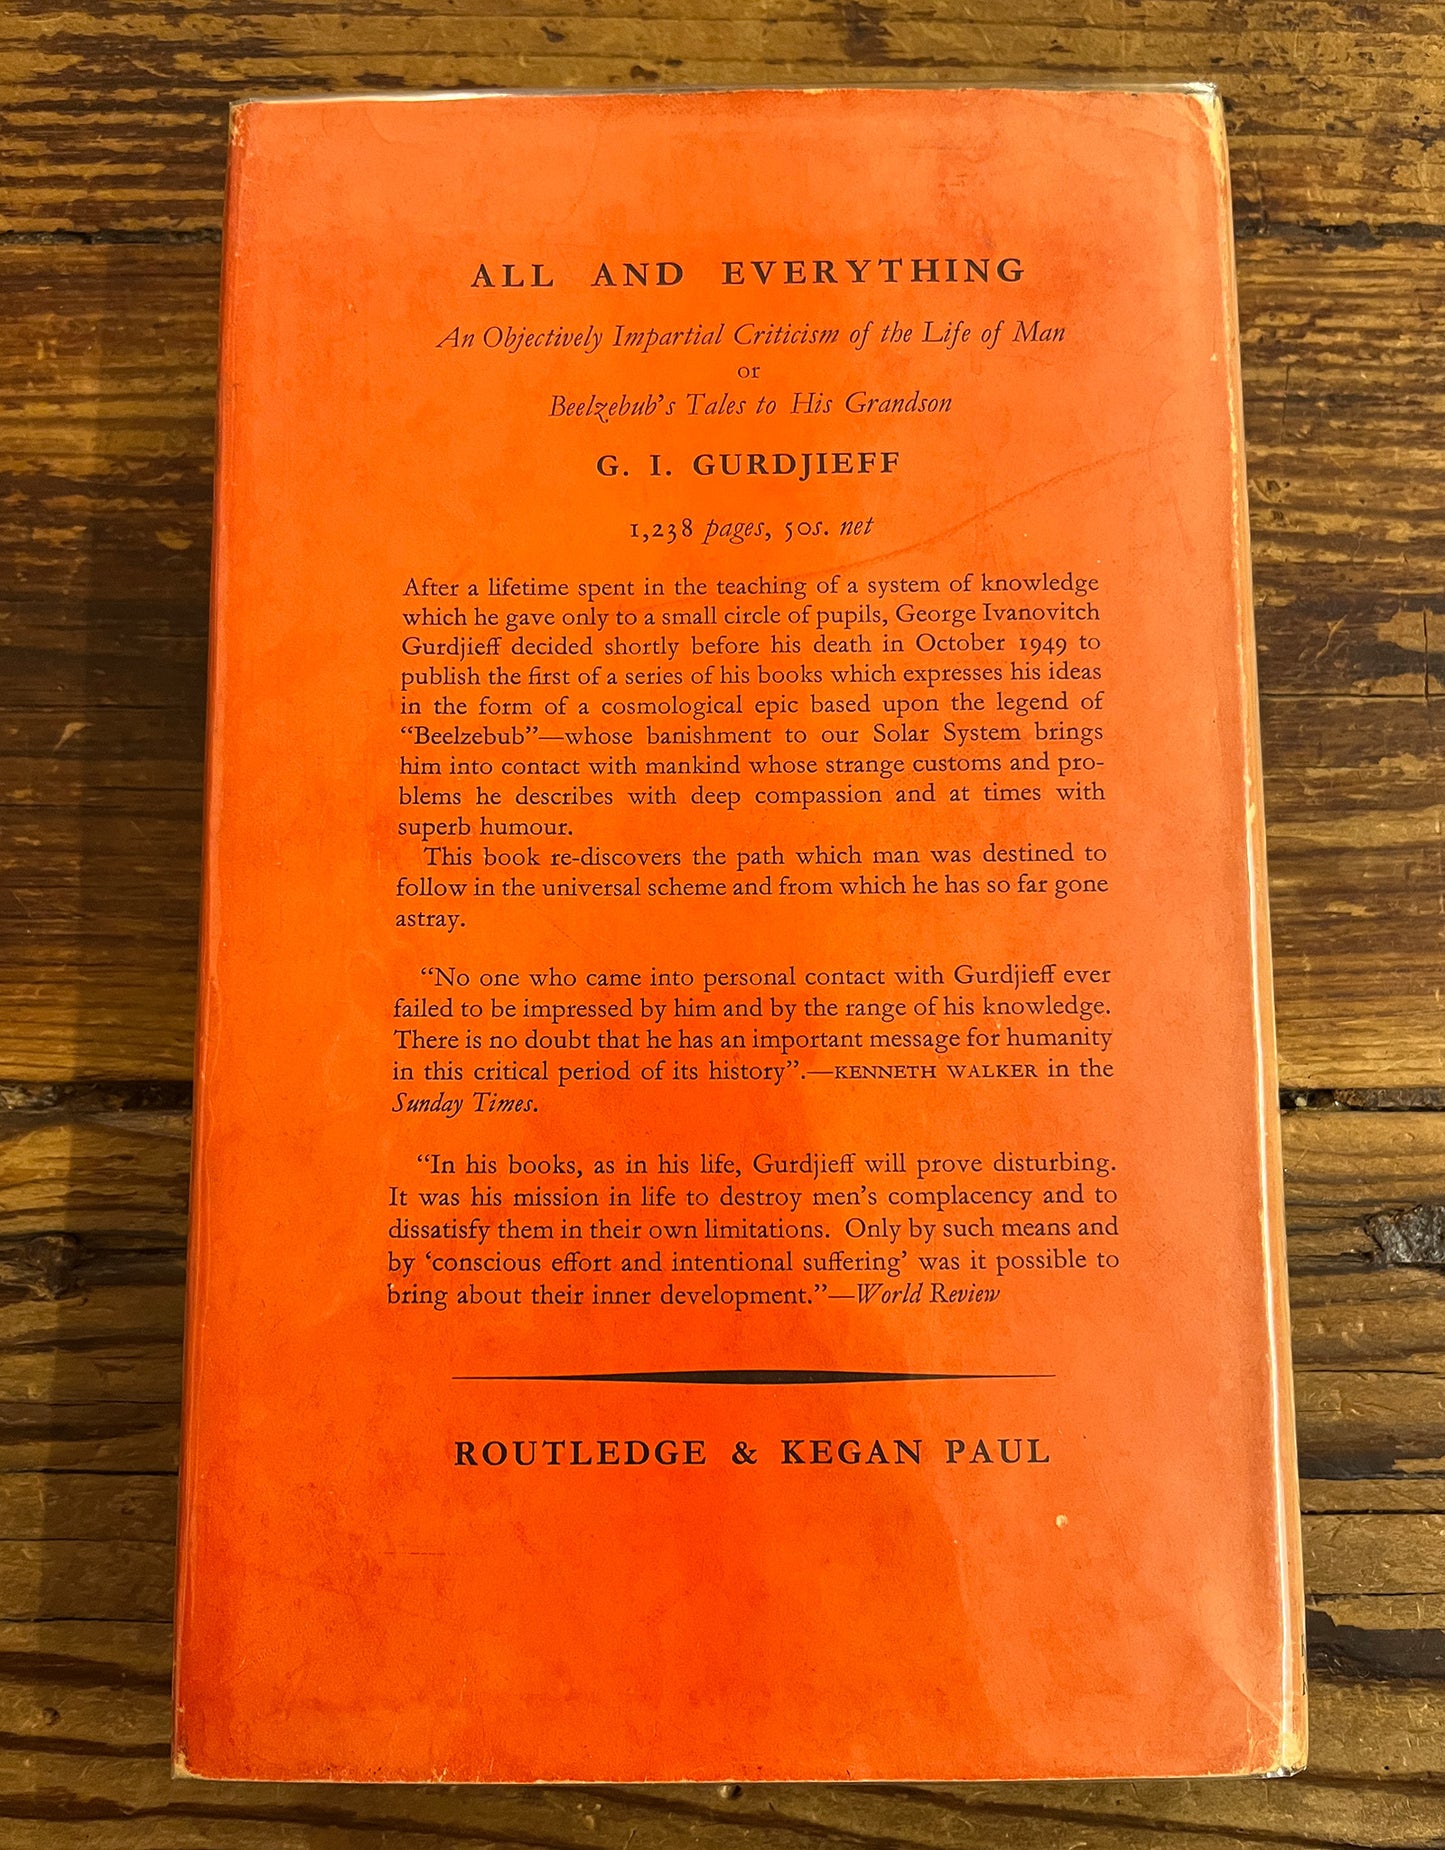 ALL AND EVERYTHING
An Objectively Impartial Criticism of the Life of Man
or
Beelzebub's Tales to His Grandson
G. I. GURDJIEFF
1,238 pages, 50s. net
After a lifetime spent in the teaching of a system of knowledge
which he gave only to a small circle of pupils, George Ivanovitch
Gurdjieff decided shortly before his death in October 1949 to
publish the first of a series of his books which expresses his ideas
in the form of a cosmological epic based upon the legend of
“Beelzebub”—whose banishment to our Solar System brings
him into contact with mankind whose strange customs and pro-
blems he describes with deep compassion and at times with
superb humour.
This book re-discovers the path which man was destined to
follow in the universal scheme and from which he has so far gone
astray.
“No one who came into personal contact with Gurdjieff ever
failed to be impressed by him and by the range of his knowledge.
There is no doubt that he has an important message for humanity
in this critical period of its history”.—KENNETH WALKER in the
Sunday Times.
“In his books, as in his life, Gurdjieff will prove disturbing.
It was his mission in life to destroy men's complacency and to
dissatisfy them in their own limitations. Only by such means and
by ‘conscious effort and intentional suffering’ was it possible to
bring about their inner development.”—World Review
ROUTLEDGE & KEGAN PAUL